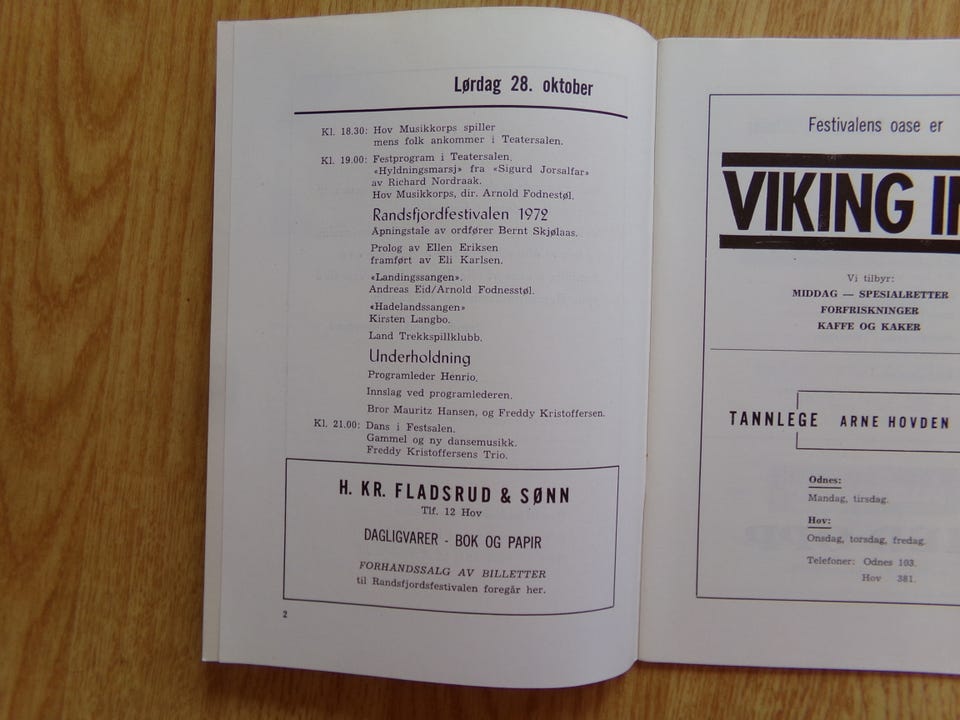 Lørdag 28. oktober
Kl. 18.30: Hov Musikkorps spiller
mens folk ankommer i Teatersalen.
Kl. 19.00: Festprogram i Teatersalen.
«Hyldningsmarsj» fra «Sigurd Jorsalfar»
av Richard Nordraak.
Hov Musikkorps, dir. Arnold Fodnestøl.
Randsfjordfestivalen 1972
Apningstale av ordfører Bernt Skjølaas.
Prolog av Ellen Eriksen
framført av Eli Karlsen.
«Landingssangen».
Andreas Eid/Arnold Fodnesstøl.
«Hadelandssangen»
Kirsten Langbo.
Land Trekkspillklubb.
Underholdning
Programleder Henrio.
Innslag ved programlederen.
Bror Mauritz Hansen, og Freddy Kristoffersen.
Kl. 21.00: Dans i Festsalen.
Gammel og ny dansemusikk.
Freddy Kristoffersens Trio.
H. KR. FLADSRUD & SØNN
Tlf. 12 Hov
DAGLIGVARER - BOK OG PAPIR
FORHANDSSALG AV BILLETTER
til Randsfjordsfestivalen foregår her.
2
Festivalens oase er
VIKING
Vi tilbyr:
MIDDAG — SPESIALRETTER
FORFRISKNINGER
KAFFE OG KAKER
TANNLEGE ARNE HOVDEN
Odnes:
Mandag, tirsdag.
Hov:
Onsdag, torsdag, fredag.
Telefoner: Odnes 103.
Hov 381.